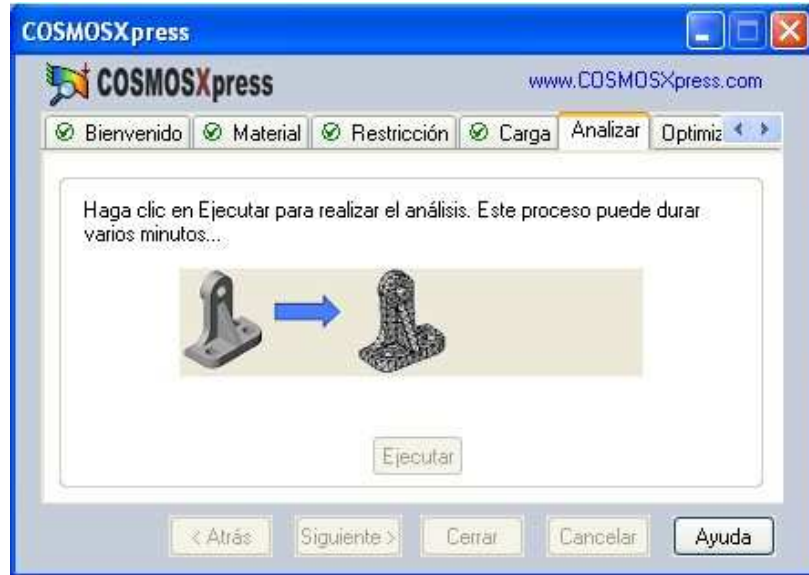 COSMOSXpress
COSMOSXpress www.COSMOSXpress.com
Bienvenido Material Restricción Carga Analizar Optimiz
Haga clic en Ejecutar para realizar el análisis. Este proceso puede durar
varios minutos...
Ejecutar
< Atrás Siguiente > Cerrar Cancelar Ayuda